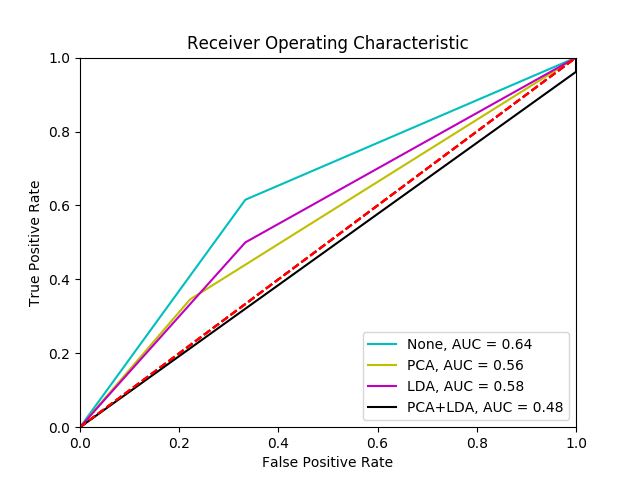 Receiver Operating Characteristic
True Positive Rate
1.0
0.8
0.6
0.4
0.2
0.0
None, AUC = 0.64
PCA, AUC = 0.56
LDA, AUC = 0.58
PCA+LDA, AUC = 0.48
0.0 0.2 0.4 0.6 0.8 1.0
False Positive Rate